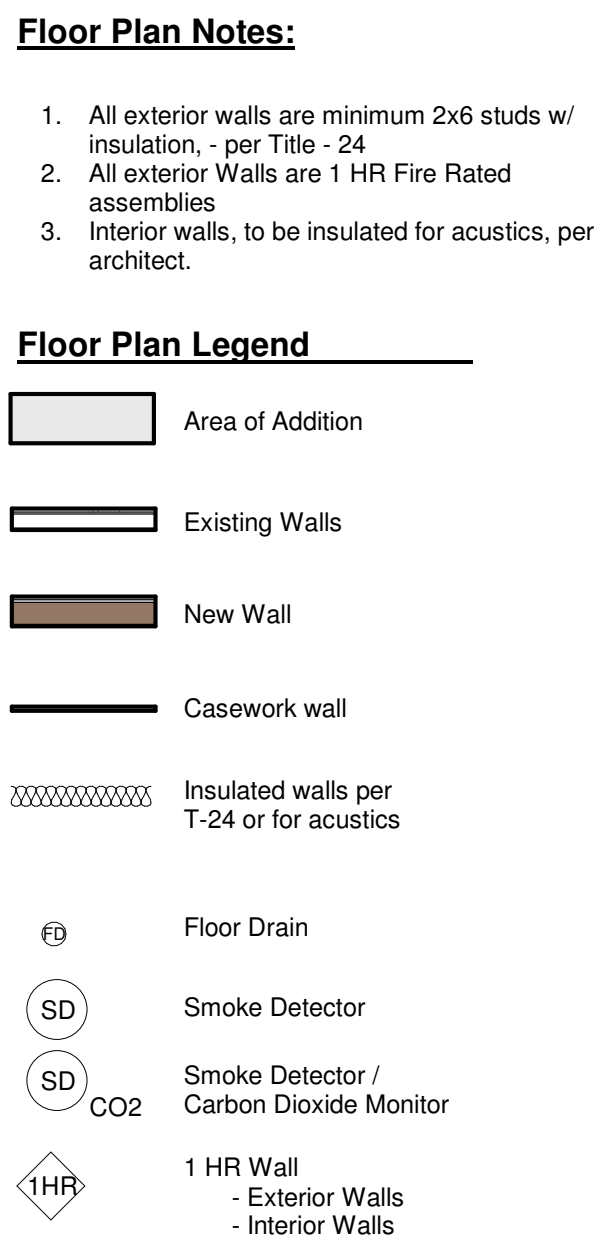 Floor Plan Notes:
1. All exterior walls are minimum 2x6 studs w/
insulation, - per Title - 24
2. All exterior Walls are 1 HR Fire Rated
assemblies
3. Interior walls, to be insulated for acustics, per
architect.
Floor Plan Legend
Area of Addition
Existing Walls
New Wall
Casework wall
Insulated walls per
T-24 or for acustics
FD Floor Drain
SD Smoke Detector
SD Smoke Detector /
CO2 Carbon Dioxide Monitor
1HR 1 HR Wall
- Exterior Walls
- Interior Walls